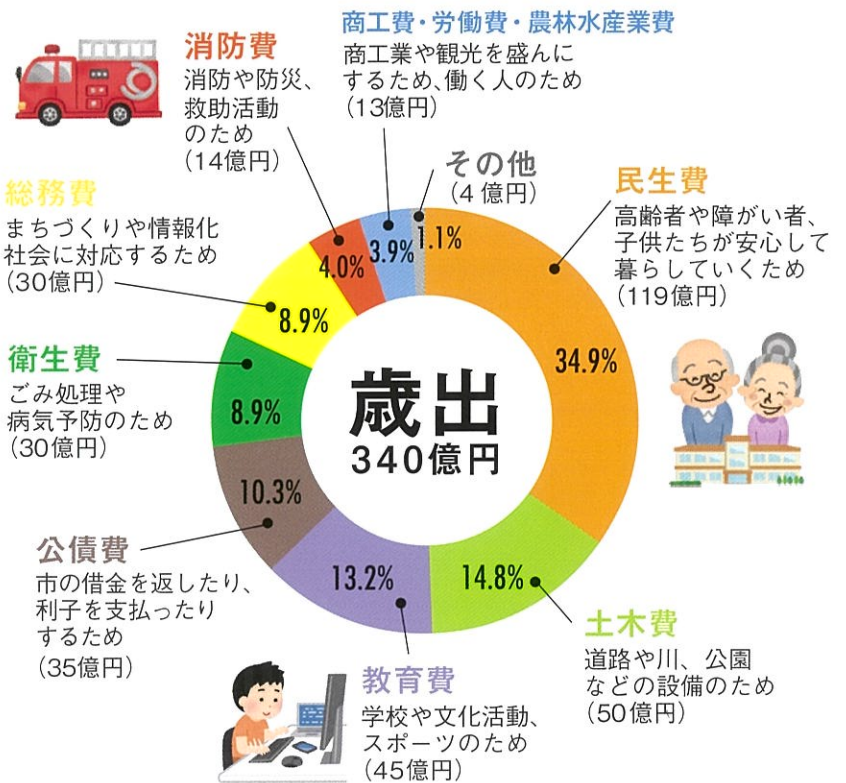 歳出
340億円
民生費
高齢者や障がい者、
子供たちが安心して
暮らしていくため
(119億円)
34.9%
土木費
道路や川、公園
などの設備のため
(50億円)
14.8%
教育費
学校や文化活動、
スポーツのため
(45億円)
13.2%
公債費
市の借金を返したり、
利子を支払ったり
するため
(35億円)
10.3%
衛生費
ごみ処理や
病気予防のため
(30億円)
8.9%
総務費
まちづくりや情報化
社会に対応するため
(30億円)
8.9%
消防費
消防や防災、
救助活動
のため
(14億円)
4.0%
商工費・労働費・農林水産業費
商工業や観光を盛んに
するため、働く人のため
(13億円)
3.9%
その他
(4億円)
1.1%